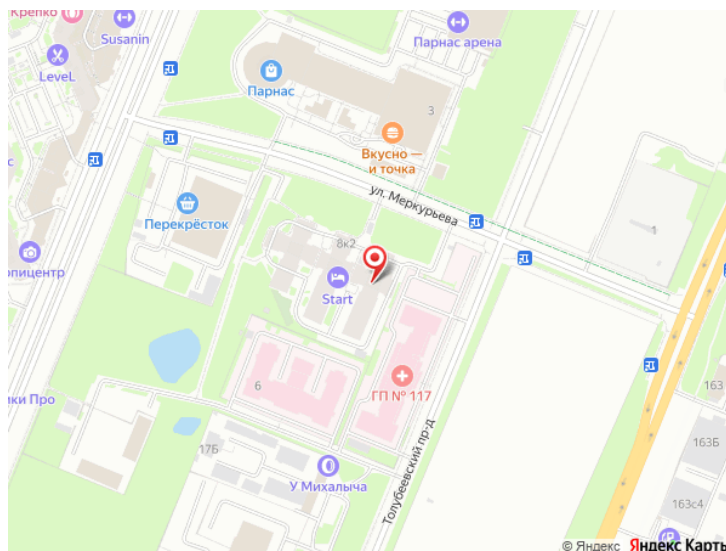 Крепко
Susanin
LeveL
Парнас арена
Парнас
3
Вкусно —
и точка
ул. Меркурьева
Перекрёсток
8к2
1
Start
опицентр
6
ГП № 117
163
ики Про
17Б
163Б
У Михалыча
Толубеевский пр-д
163с4
© Яндекс Яндекс Карты